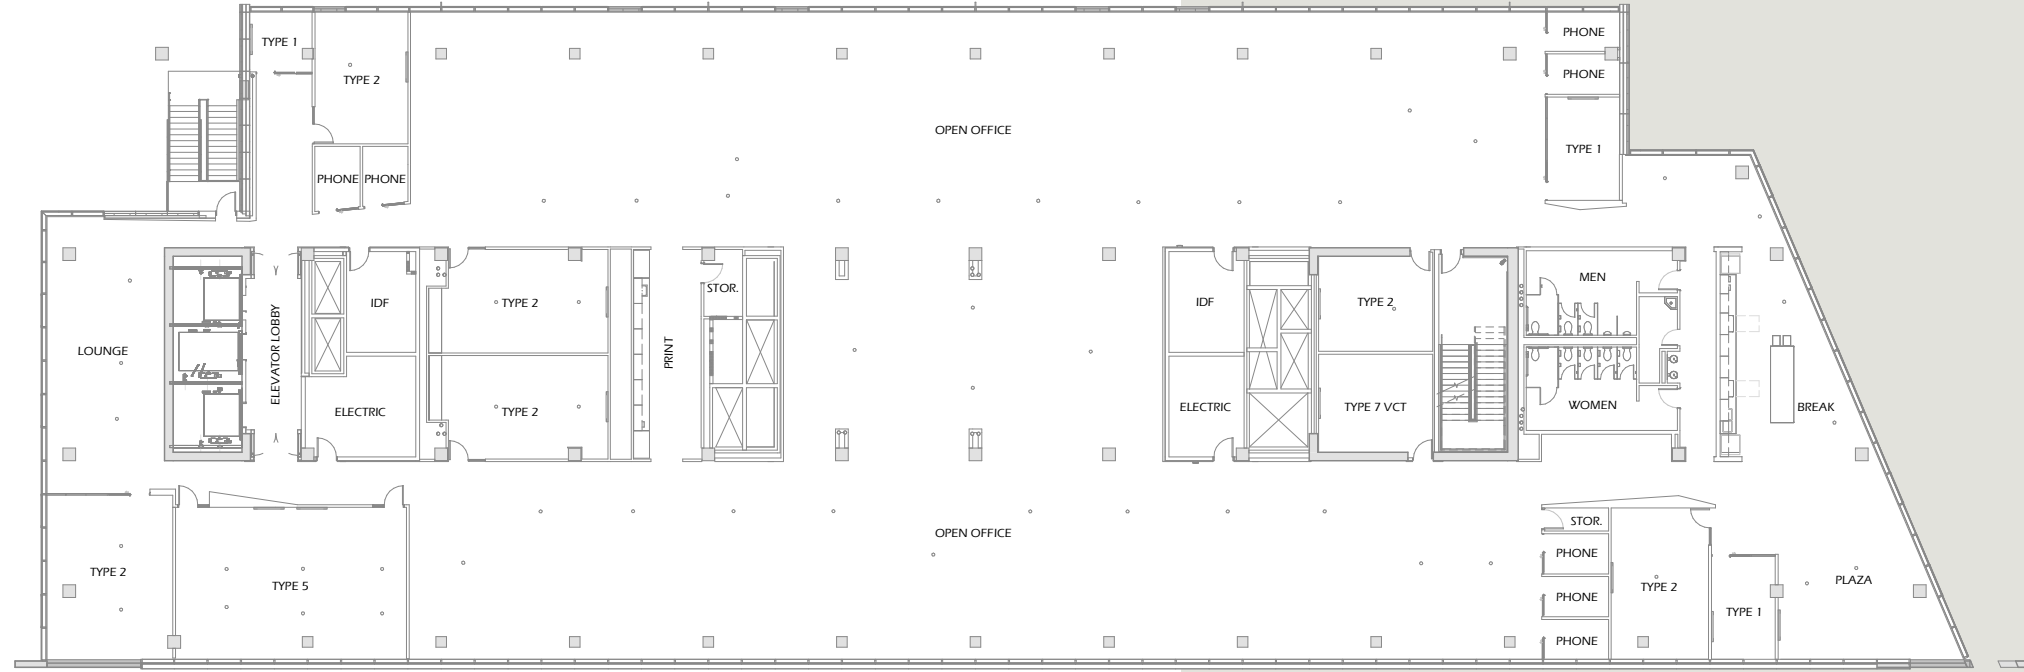 PHONE
TYPE 1
PHONE
TYPE 2
OPEN OFFICE
TYPE 1
PHONE PHONE
MEN
STOR.
IDF
TYPE 2
IDF
TYPE 2
LOUNGE
ELEVATOR LOBBY
PRINT
ELECTRIC
TYPE 2
ELECTRIC
TYPE 7 VCT
WOMEN
BREAK
STOR.
OPEN OFFICE
PHONE
TYPE 2
TYPE 5
PLAZA
TYPE 2
PHONE
TYPE 1
PHONE